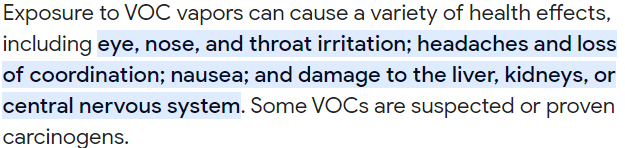 Exposure to VOC vapors can cause a variety of health effects,
including eye, nose, and throat irritation; headaches and loss
of coordination; nausea; and damage to the liver, kidneys, or
central nervous system. Some VOCs are suspected or proven
carcinogens.